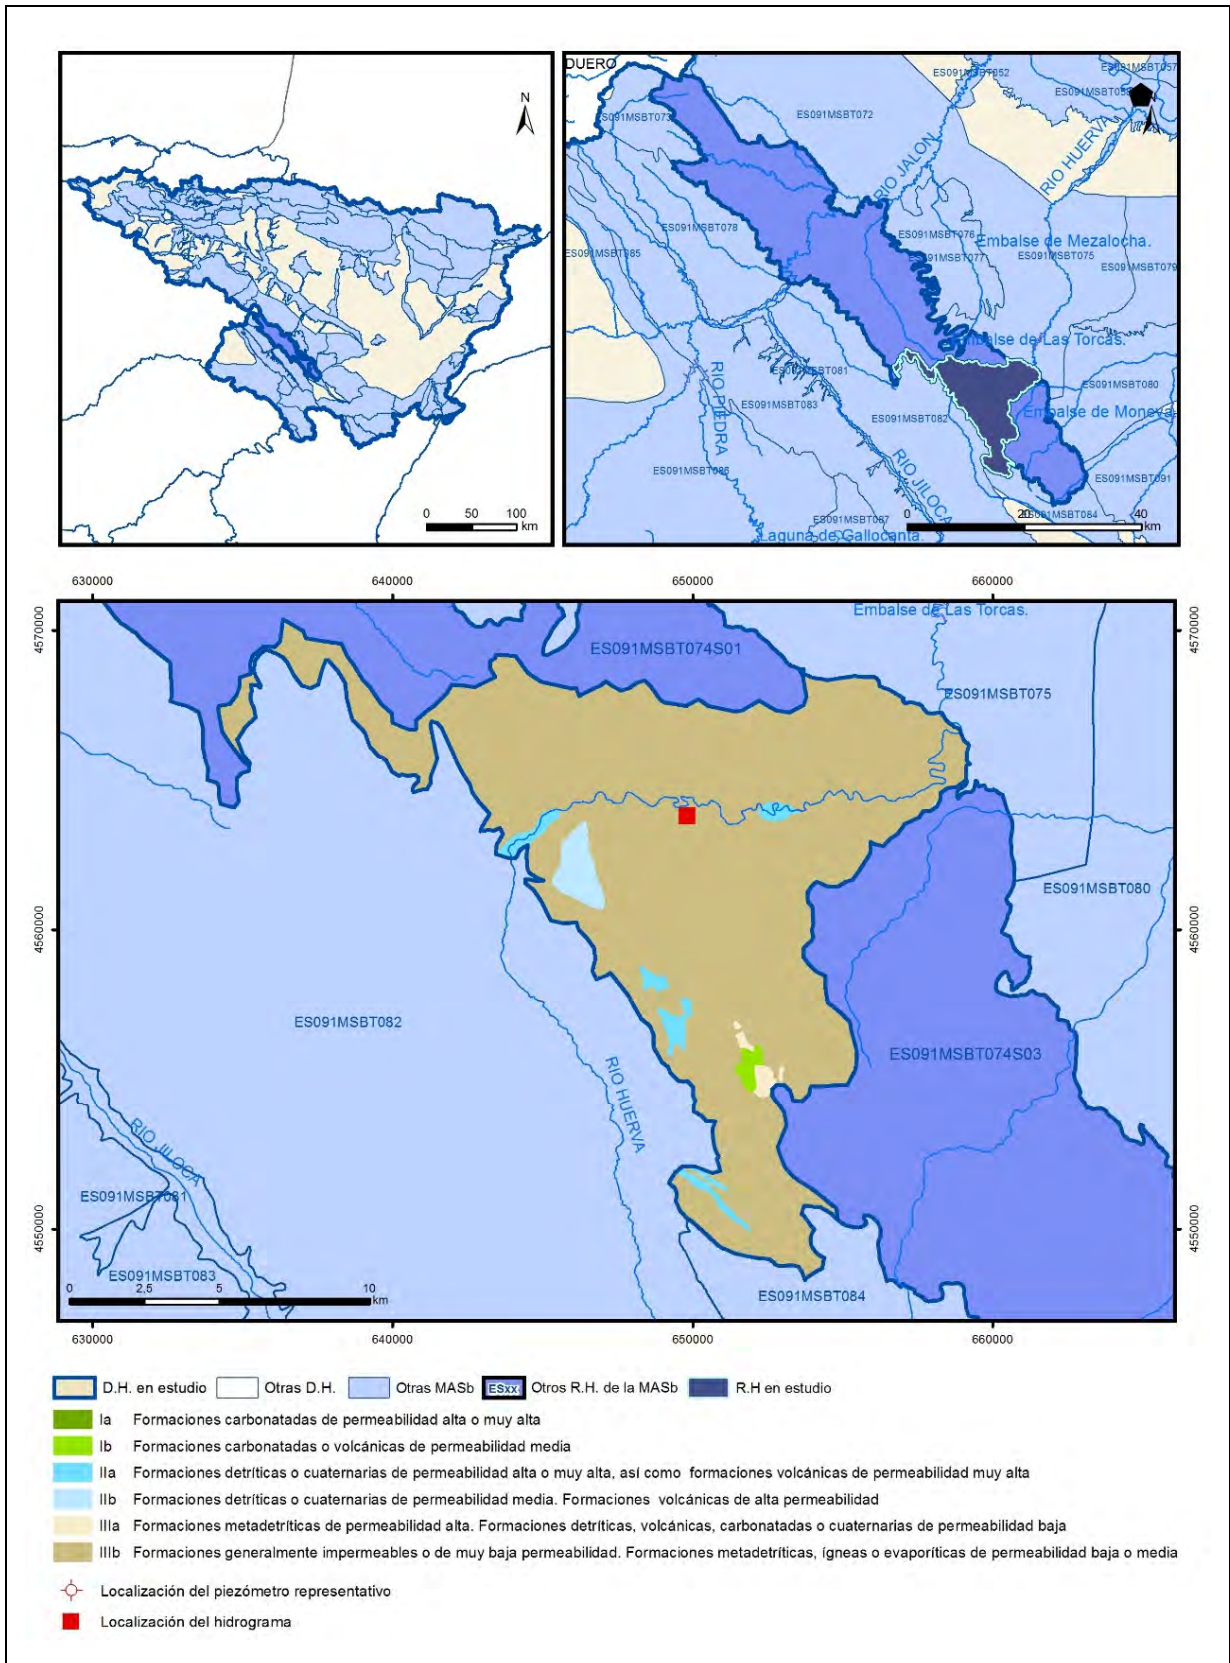 N
0 50 100
km
DUERO
ES091MSBT052
ES091MSBT057
ES091MSBT073
ES091MSBT072
RIO HUERVA
RIO JALON
ES091MSBT078
ES091MSBT076
Embalse de Mezalocha.
ES091MSBT085
ES091MSBT077
ES091MSBT075
ES091MSBT079
Embalse de Las Torcas.
ES091MSBT081
ES091MSBT080
RIO PIEDRA
ES091MSBT083
ES091MSBT082
Embalse de Moneva.
ES091MSBT086
RIO JILOCA
ES091MSBT091
ES091MSBT087
ES091MSBT084
0 20 40
km
Laguna de Gallocanta.
630000 640000 650000 660000
4570000
4560000
4550000
4570000
4560000
4550000
Embalse de Las Torcas.
ES091MSBT074S01
ES091MSBT075
ES091MSBT080
ES091MSBT082
ES091MSBT074S03
RIO HUERVA
RIO JILOCA
ES091MSBT081
ES091MSBT083
ES091MSBT084
0 2,5 5 10
km
630000 640000 650000 660000
D.H. en estudio Otras D.H. Otras MASb ESxx. Otros R.H. de la MASb R.H en estudio
Ia Formaciones carbonatadas de permeabilidad alta o muy alta
Ib Formaciones carbonatadas o volcánicas de permeabilidad media
IIa Formaciones detríticas o cuaternarias de permeabilidad alta o muy alta, así como formaciones volcánicas de permeabilidad muy alta
IIb Formaciones detríticas o cuaternarias de permeabilidad media. Formaciones volcánicas de alta permeabilidad
IIIa Formaciones metadetríticas de permeabilidad alta. Formaciones detríticas, volcánicas, carbonatadas o cuaternarias de permeabilidad baja
IIIb Formaciones generalmente impermeables o de muy baja permeabilidad. Formaciones metadetríticas, ígneas o evaporíticas de permeabilidad baja o media
Localización del piezómetro representativo
Localización del hidrograma